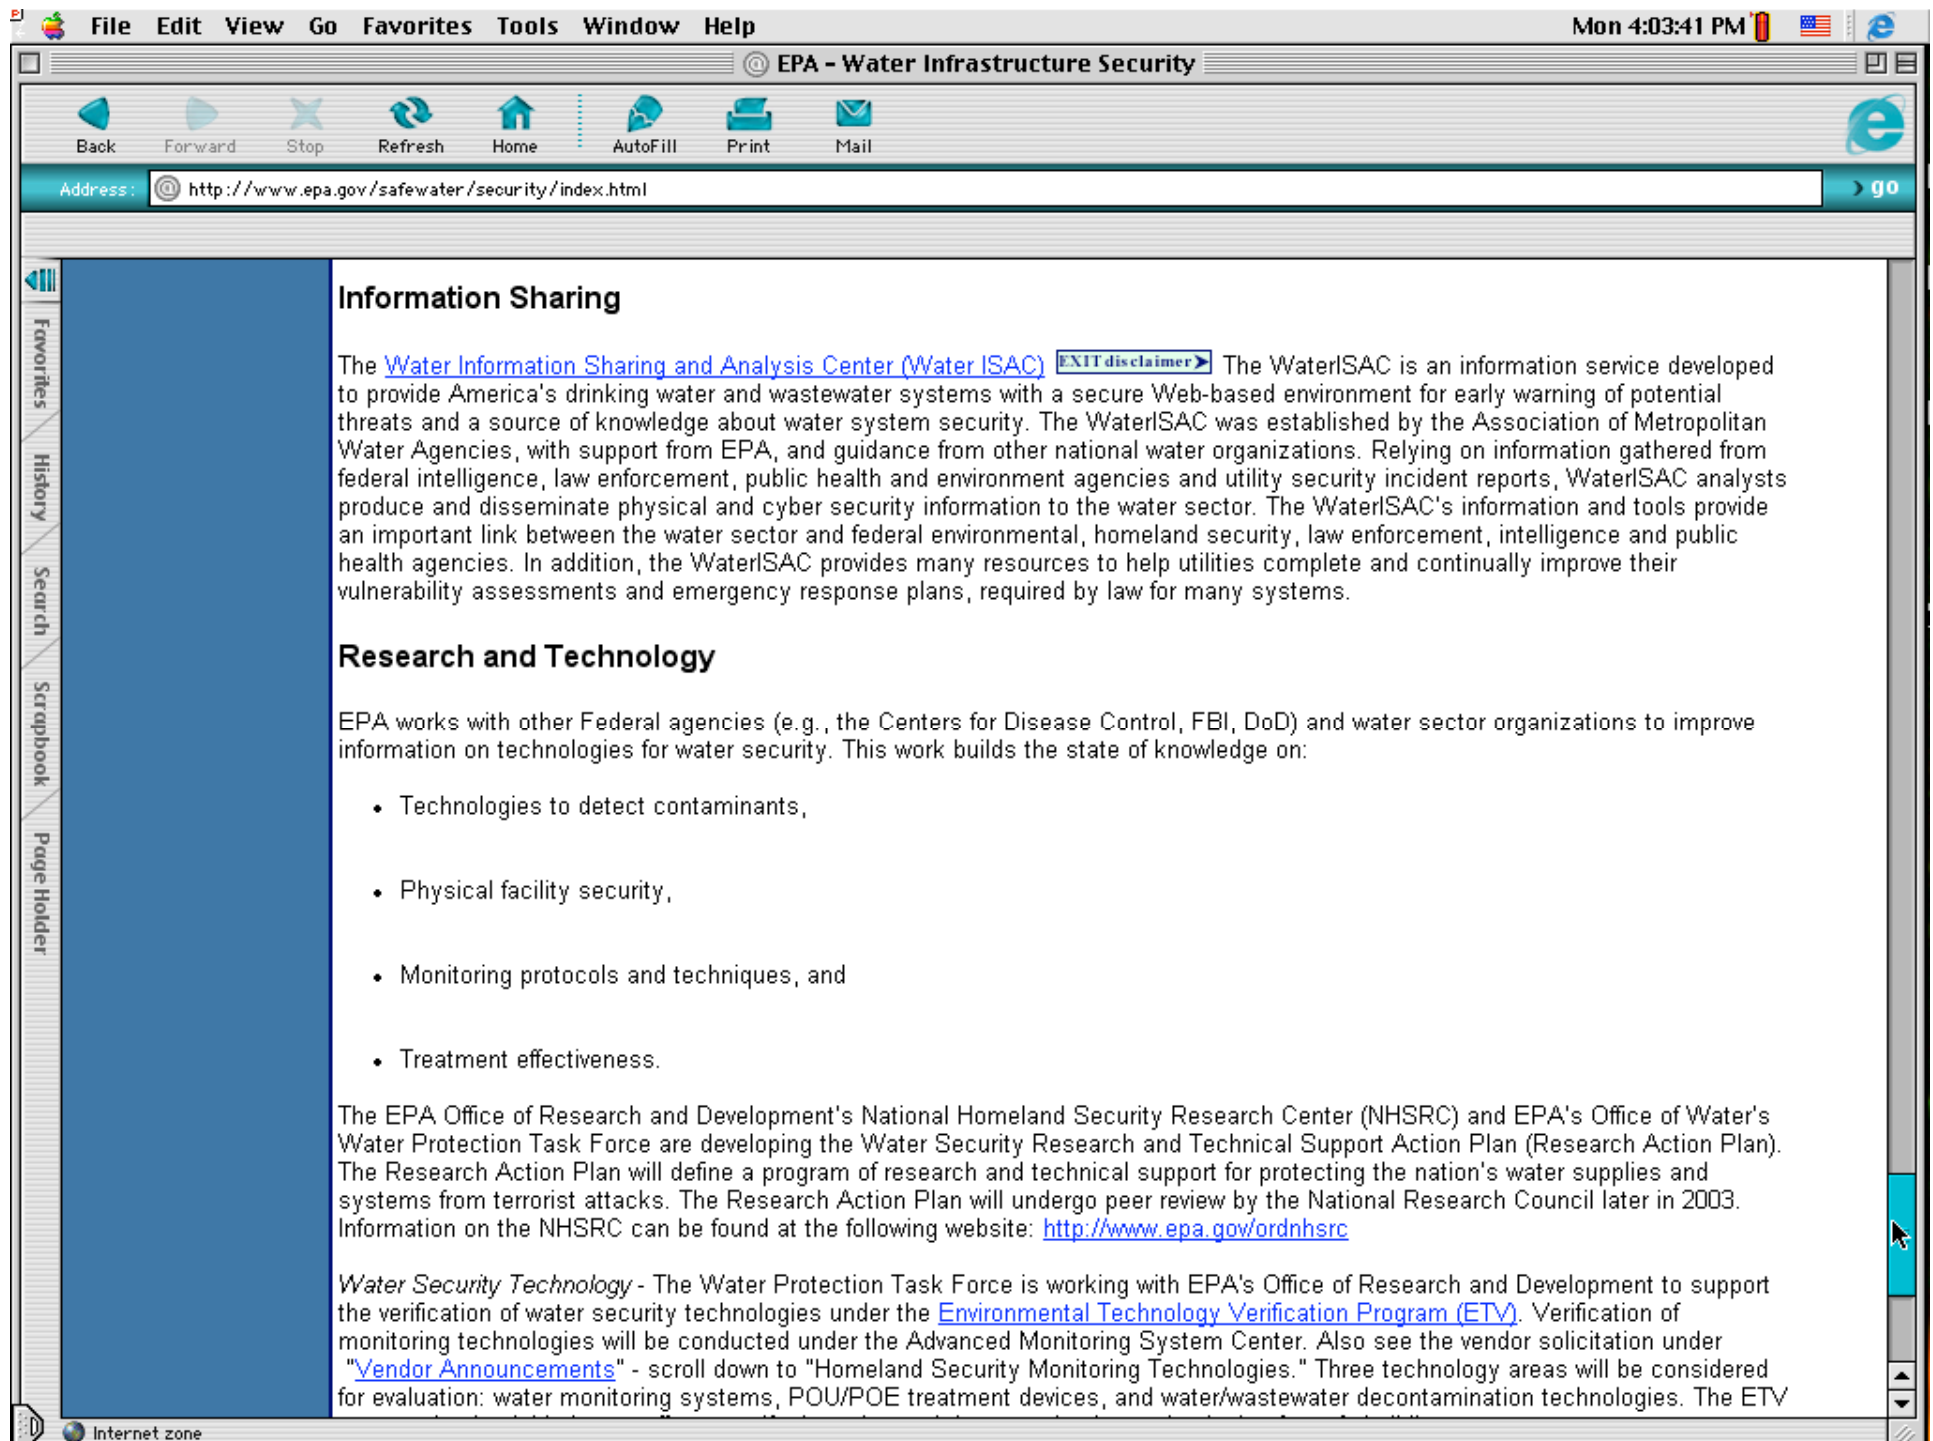 File Edit View Go Favorites Tools Window Help Mon 4:03:41 PM
EPA - Water Infrastructure Security
Back Forward Stop Refresh Home AutoFill Print Mail
Address: http://www.epa.gov/safewater/security/index.html go
Favorites
History
Search
Scrapbook
Page Holder
Information Sharing
The Water Information Sharing and Analysis Center (Water ISAC) EXIT disclaimer The WaterISAC is an information service developed
to provide America's drinking water and wastewater systems with a secure Web-based environment for early warning of potential
threats and a source of knowledge about water system security. The WaterISAC was established by the Association of Metropolitan
Water Agencies, with support from EPA, and guidance from other national water organizations. Relying on information gathered from
federal intelligence, law enforcement, public health and environment agencies and utility security incident reports, WaterISAC analysts
produce and disseminate physical and cyber security information to the water sector. The WaterISAC's information and tools provide
an important link between the water sector and federal environmental, homeland security, law enforcement, intelligence and public
health agencies. In addition, the WaterISAC provides many resources to help utilities complete and continually improve their
vulnerability assessments and emergency response plans, required by law for many systems.
Research and Technology
EPA works with other Federal agencies (e.g., the Centers for Disease Control, FBI, DoD) and water sector organizations to improve
information on technologies for water security. This work builds the state of knowledge on:
• Technologies to detect contaminants,
• Physical facility security,
• Monitoring protocols and techniques, and
• Treatment effectiveness.
The EPA Office of Research and Development's National Homeland Security Research Center (NHSRC) and EPA's Office of Water's
Water Protection Task Force are developing the Water Security Research and Technical Support Action Plan (Research Action Plan).
The Research Action Plan will define a program of research and technical support for protecting the nation's water supplies and
systems from terrorist attacks. The Research Action Plan will undergo peer review by the National Research Council later in 2003.
Information on the NHSRC can be found at the following website: http://www.epa.gov/ordnhsrc
Water Security Technology - The Water Protection Task Force is working with EPA's Office of Research and Development to support
the verification of water security technologies under the Environmental Technology Verification Program (ETV). Verification of
monitoring technologies will be conducted under the Advanced Monitoring System Center. Also see the vendor solicitation under
"Vendor Announcements" - scroll down to "Homeland Security Monitoring Technologies." Three technology areas will be considered
for evaluation: water monitoring systems, POU/POE treatment devices, and water/wastewater decontamination technologies. The ETV
Internet zone